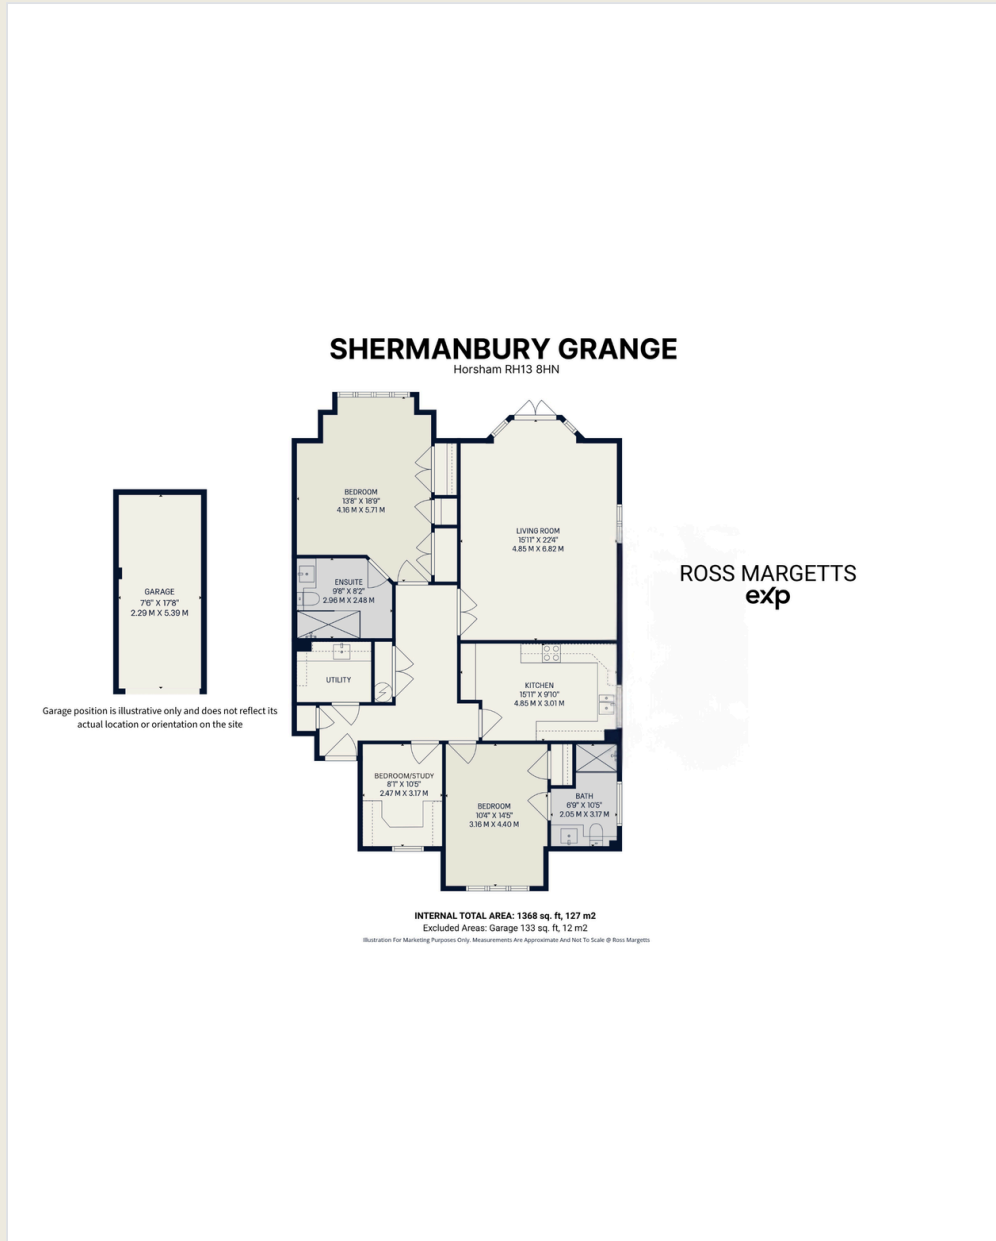 SHERMANBURY GRANGE
Horsham RH13 8HN
BEDROOM
13'8" X 18'9"
4.16 M X 5.71 M
LIVING ROOM
15'11" X 22'4"
4.85 M X 6.82 M
ROSS MARGETTS
exp
ENSUITE
9'8" X 8'2"
2.96 M X 2.48 M
GARAGE
7'6" X 17'8"
2.29 M X 5.39 M
UTILITY
KITCHEN
15'11" X 9'10"
4.85 M X 3.01 M
Garage position is illustrative only and does not reflect its
actual location or orientation on the site
BEDROOM/STUDY
8'1" X 10'5"
2.47 M X 3.17 M
BEDROOM
10'4" X 14'5"
3.16 M X 4.40 M
BATH
6'9" X 10'5"
2.05 M X 3.17 M
INTERNAL TOTAL AREA: 1368 sq. ft, 127 m2
Excluded Areas: Garage 133 sq. ft, 12 m2
Illustration For Marketing Purposes Only, Measurements Are Approximate And Not To Scale @ Ross Margetts